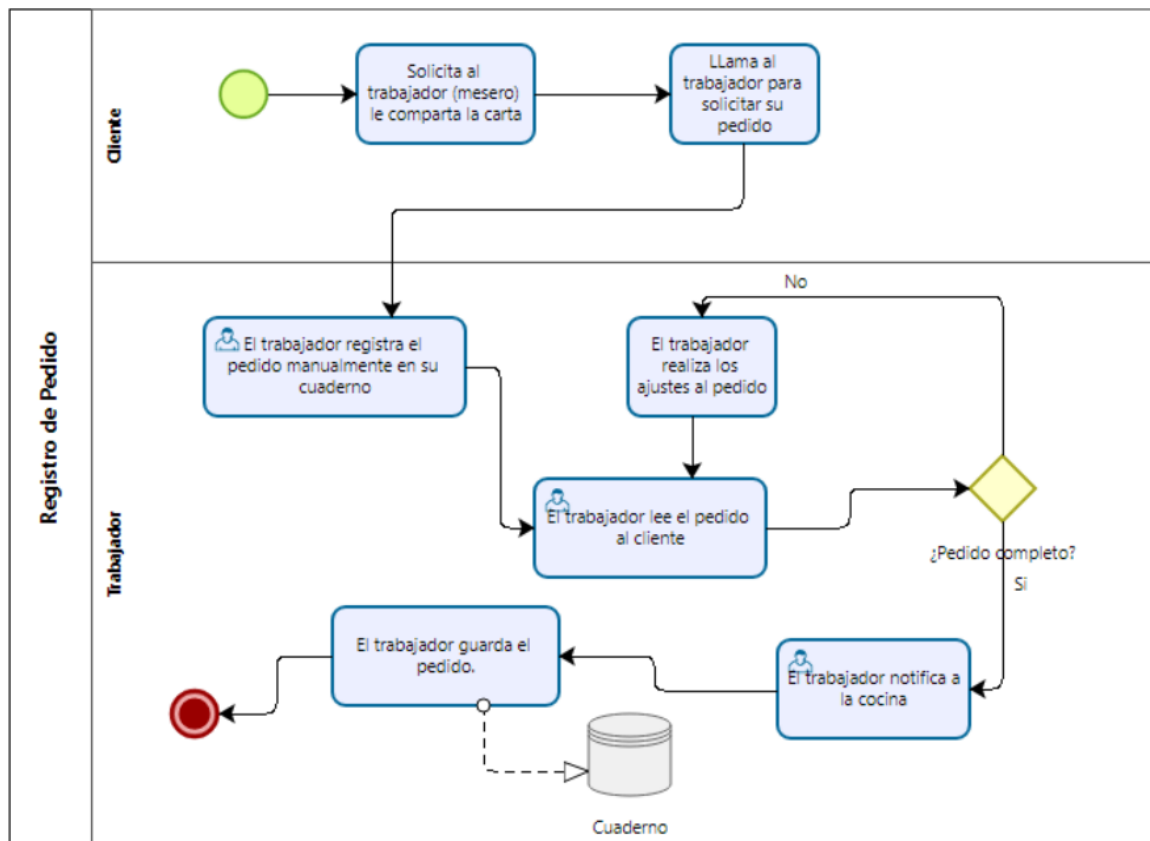 Registro de Pedido
Cliente
Solicita al
trabajador (mesero)
le comparta la carta
LLama al
trabajador para
solicitar su
pedido
Trabajador
El trabajador registra el
pedido manualmente en su
cuaderno
No
El trabajador
realiza los
ajustes al pedido
El trabajador lee el pedido
al cliente
¿Pedido completo?
Si
El trabajador notifica a
la cocina
El trabajador guarda el
pedido.
Cuaderno